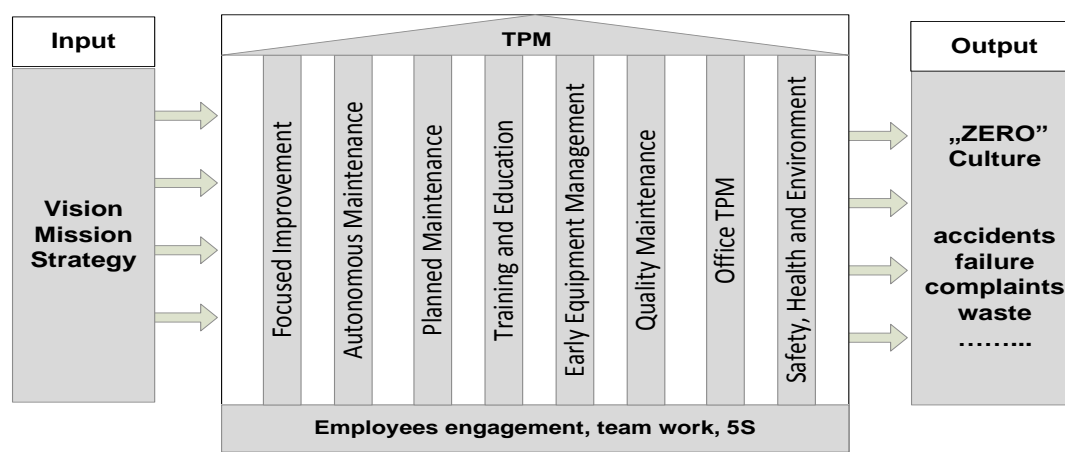 Input
Vision
Mission
Strategy
TPM
Focused Improvement
Autonomous Maintenance
Planned Maintenance
Training and Education
Early Equipment Management
Quality Maintenance
Office TPM
Safety, Health and Environment
Employees engagement, team work, 5S
Output
„ZERO”
Culture
accidents
failure
complaints
waste
……...